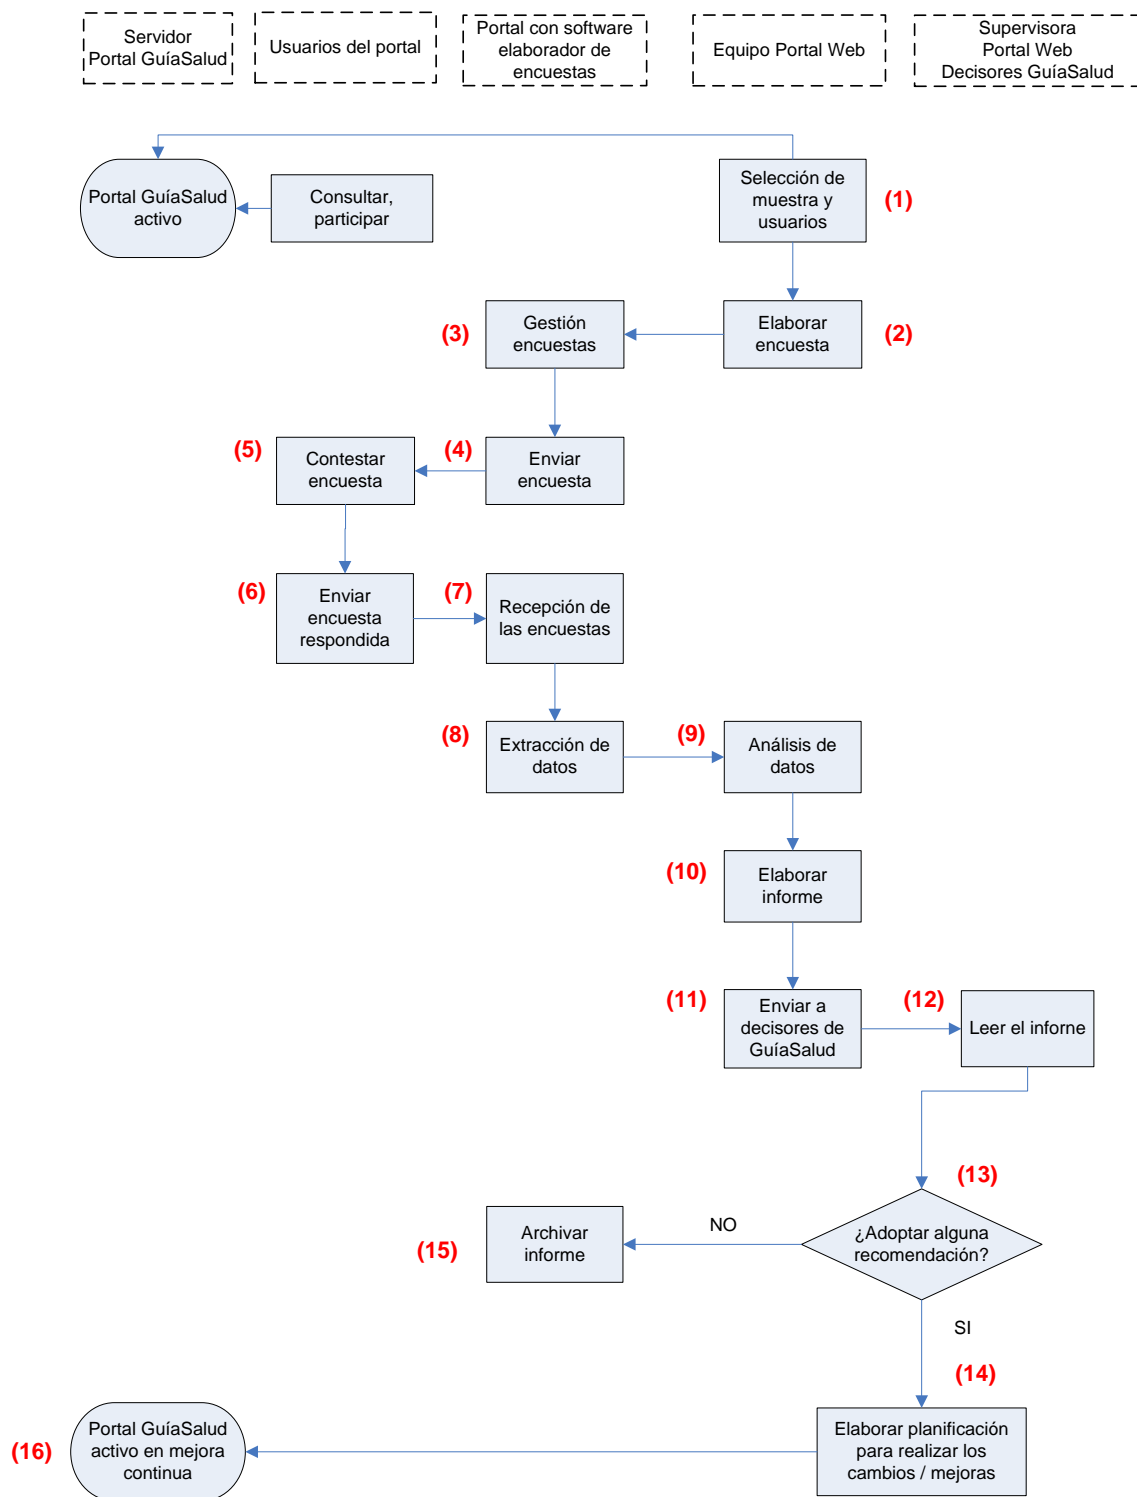 Servidor
Portal GuíaSalud
Usuarios del portal
Portal con software
elaborador de
encuestas
Equipo Portal Web
Supervisora
Portal Web
Decisores GuíaSalud
Portal GuíaSalud
activo
Consultar,
participar
Selección de
muestra y
usuarios
(1)
(3)
Gestión
encuestas
Elaborar
encuesta
(2)
(5)
Contestar
encuesta
(4)
Enviar
encuesta
(6)
Enviar
encuesta
respondida
(7)
Recepción de
las encuestas
(8)
Extracción de
datos
(9)
Análisis de
datos
(10)
Elaborar
informe
(11)
Enviar a
decisores de
GuíaSalud
(12)
Leer el inforne
(13)
¿Adoptar alguna
recomendación?
NO
(15)
Archivar
informe
SI
(14)
Elaborar planificación
para realizar los
cambios / mejoras
(16)
Portal GuíaSalud
activo en mejora
continua